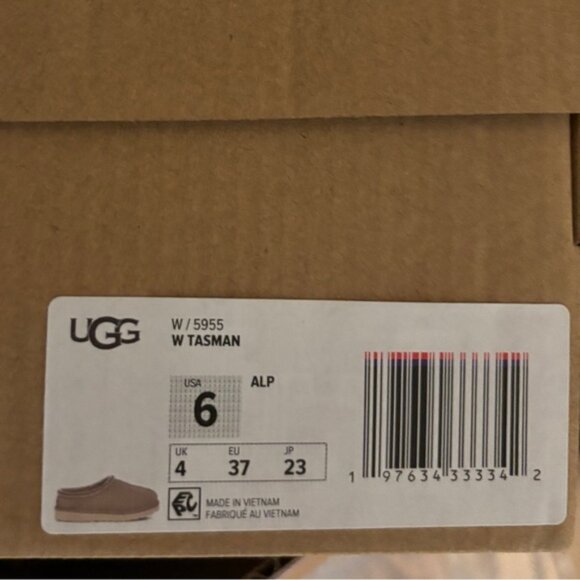 UGG
W / 5955
W TASMAN
USA
6
ALP
UK EU JP
4 37 23
MADE IN VIETNAM
FABRIQUÉ AU VIETNAM
1 97634 33334 2